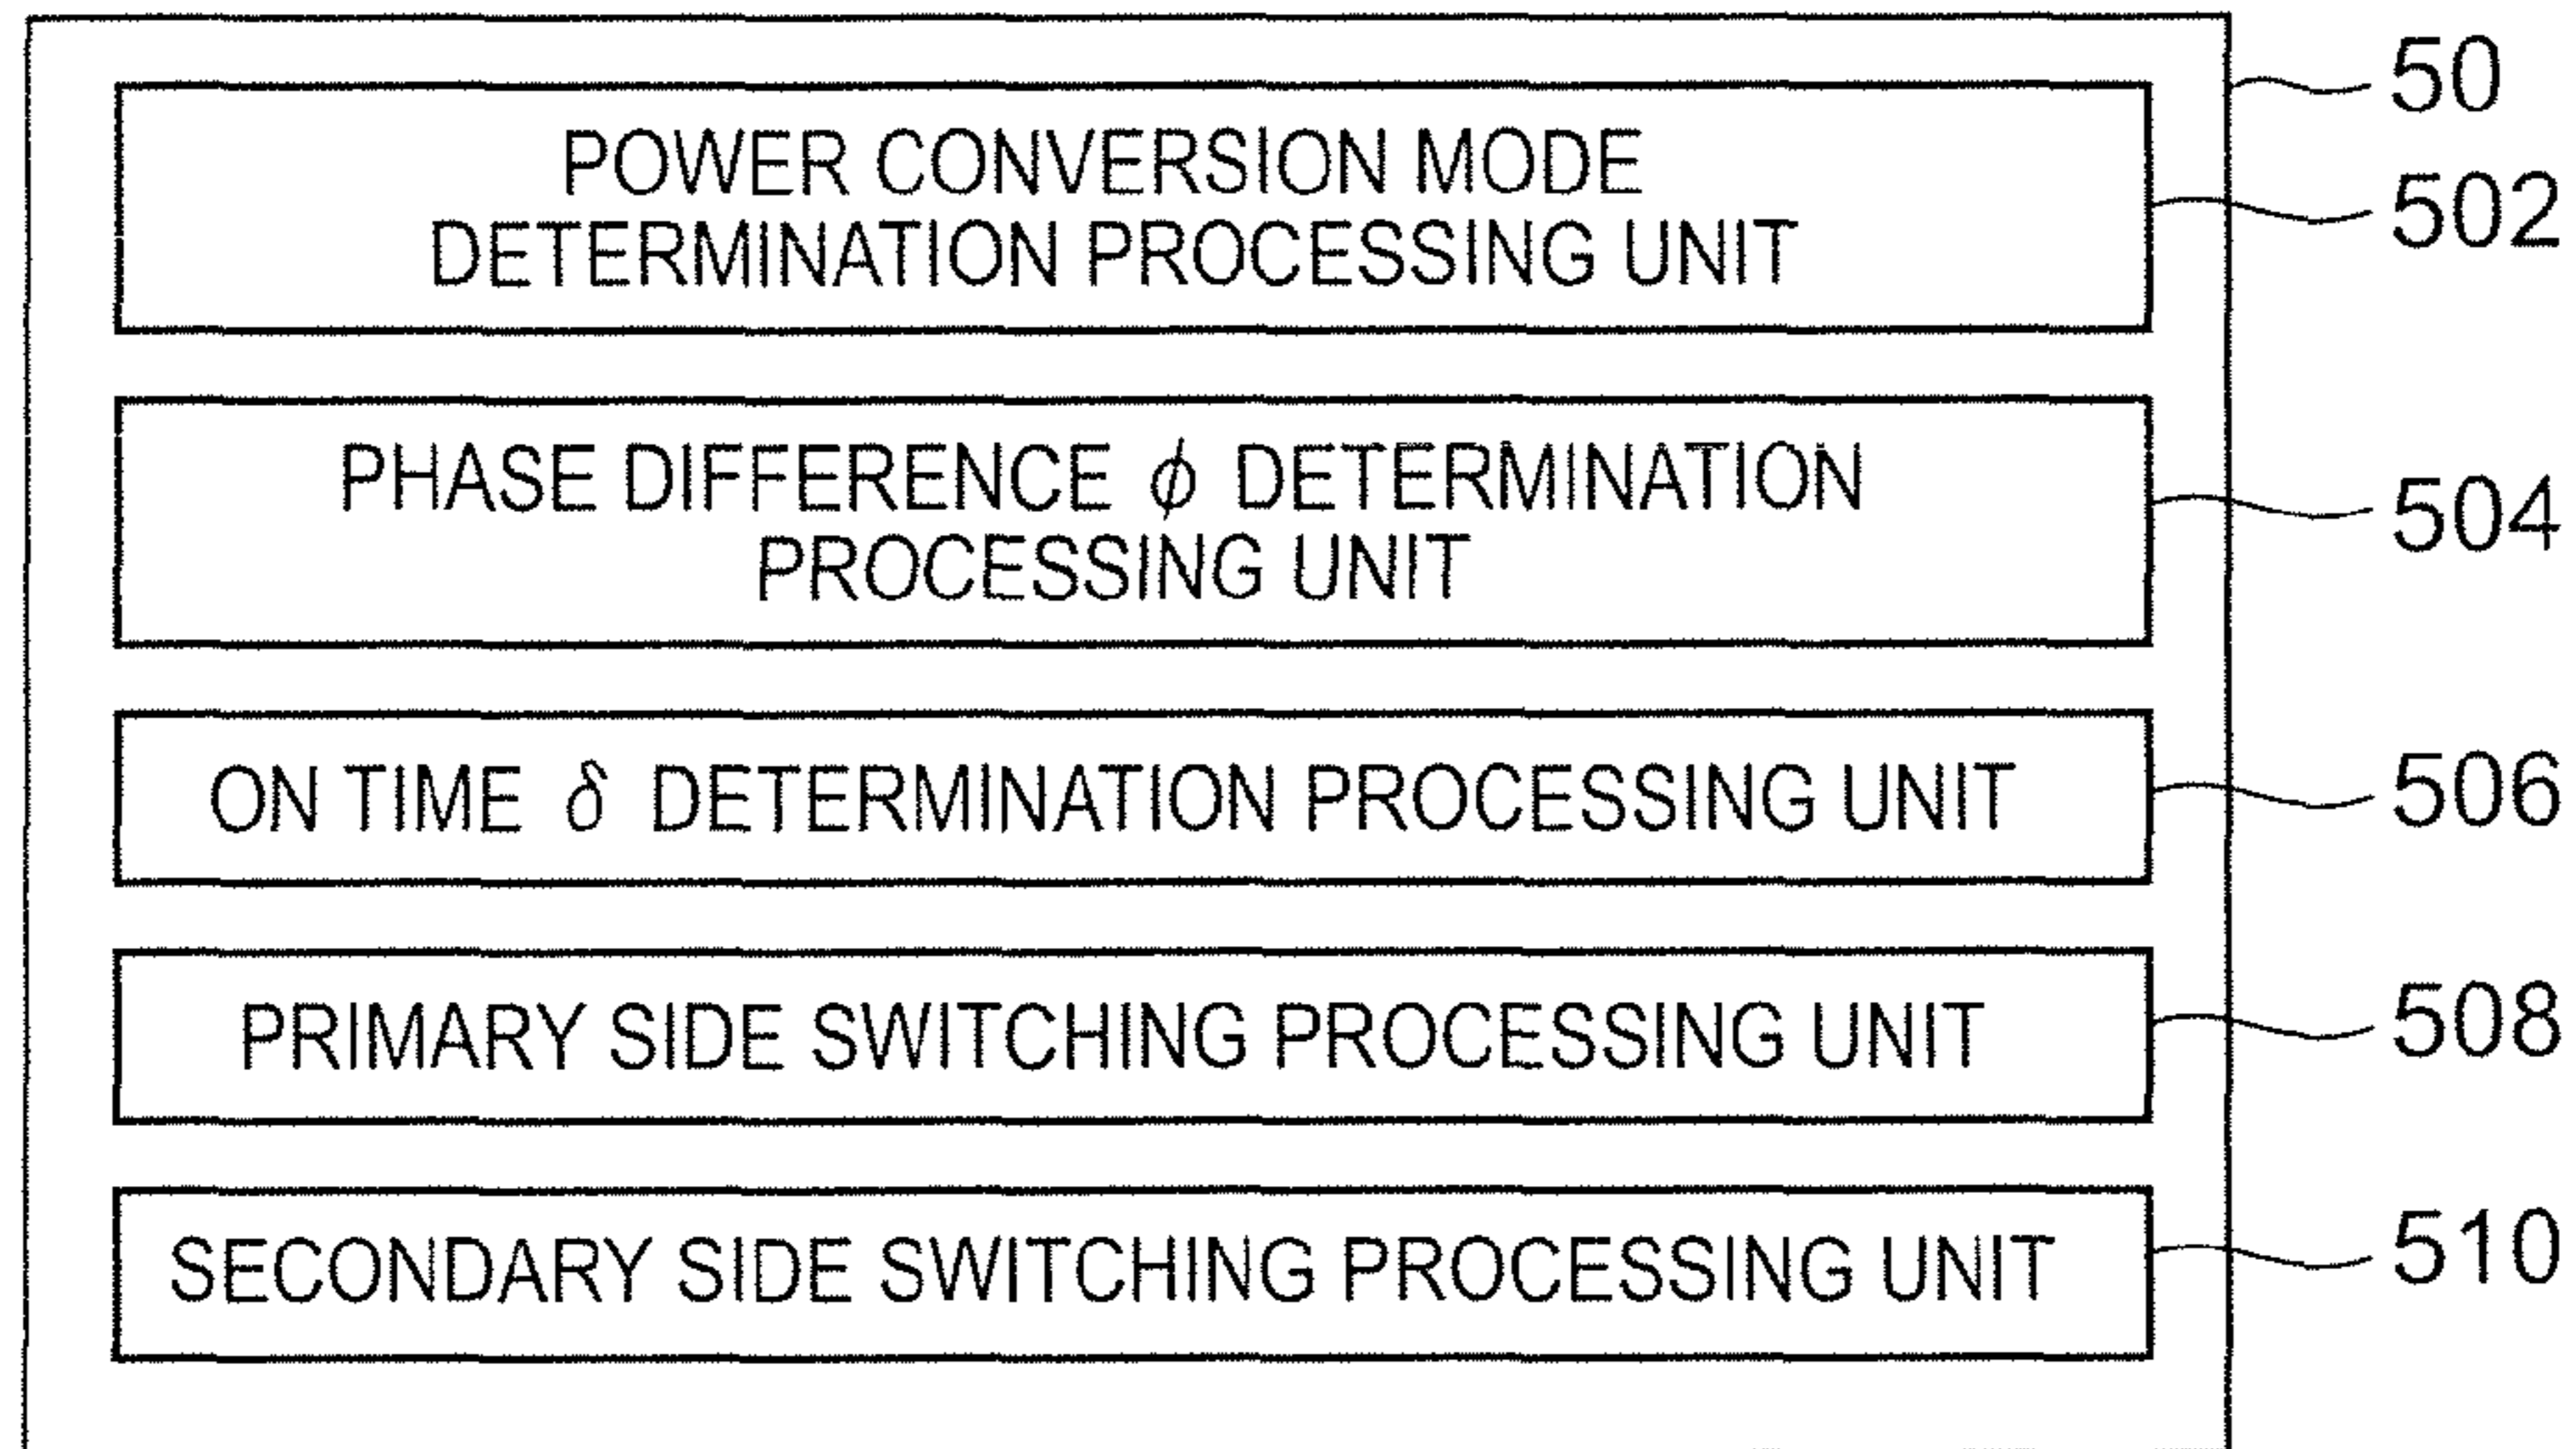 50
POWER CONVERSION MODE
DETERMINATION PROCESSING UNIT
502
PHASE DIFFERENCE ϕ DETERMINATION
PROCESSING UNIT
504
ON TIME δ DETERMINATION PROCESSING UNIT
506
PRIMARY SIDE SWITCHING PROCESSING UNIT
508
SECONDARY SIDE SWITCHING PROCESSING UNIT
510